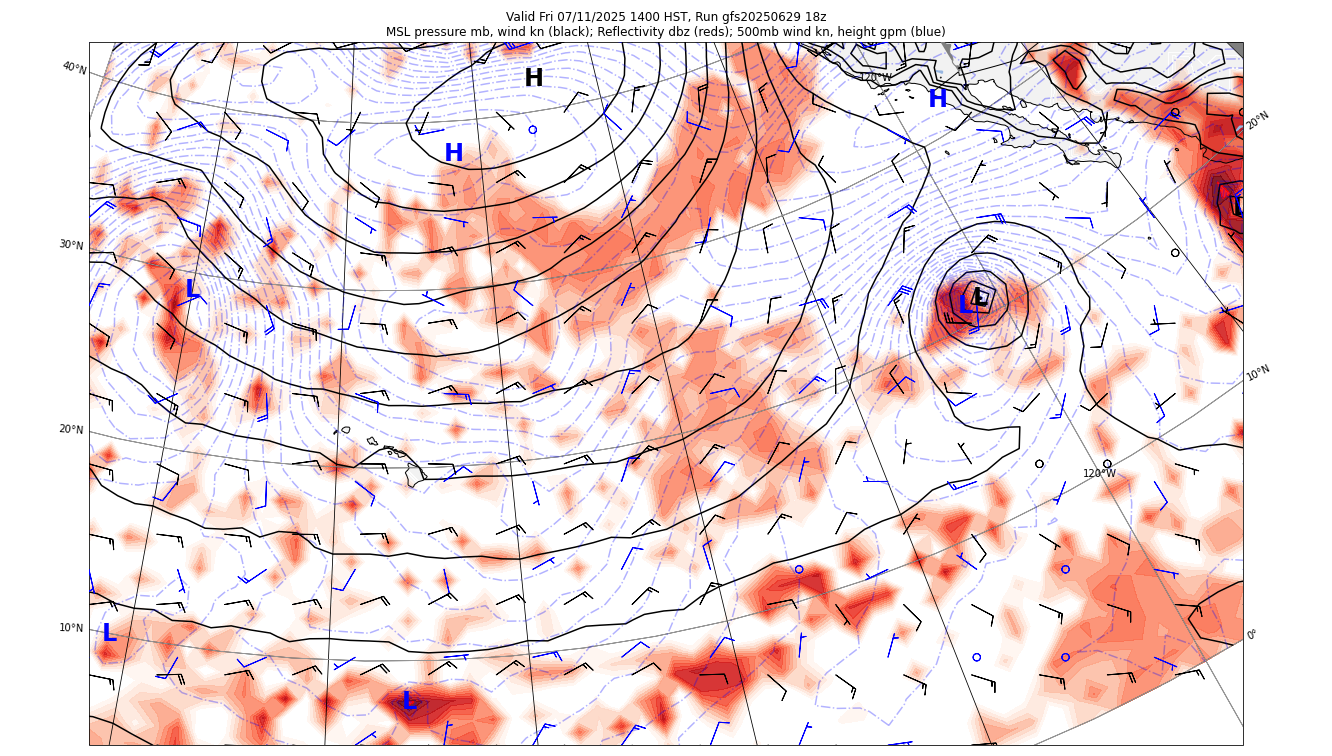 Valid Fri 07/11/2025 1400 HST, Run gfs20250629 18z
MSL pressure mb, wind kn (black); Reflectivity dbz (reds); 500mb wind kn, height gpm (blue)
40°N
H
120°W
H
20°N
H
30°N
L
L
L
10°N
20°N
120°W
10°N
L
0°
L